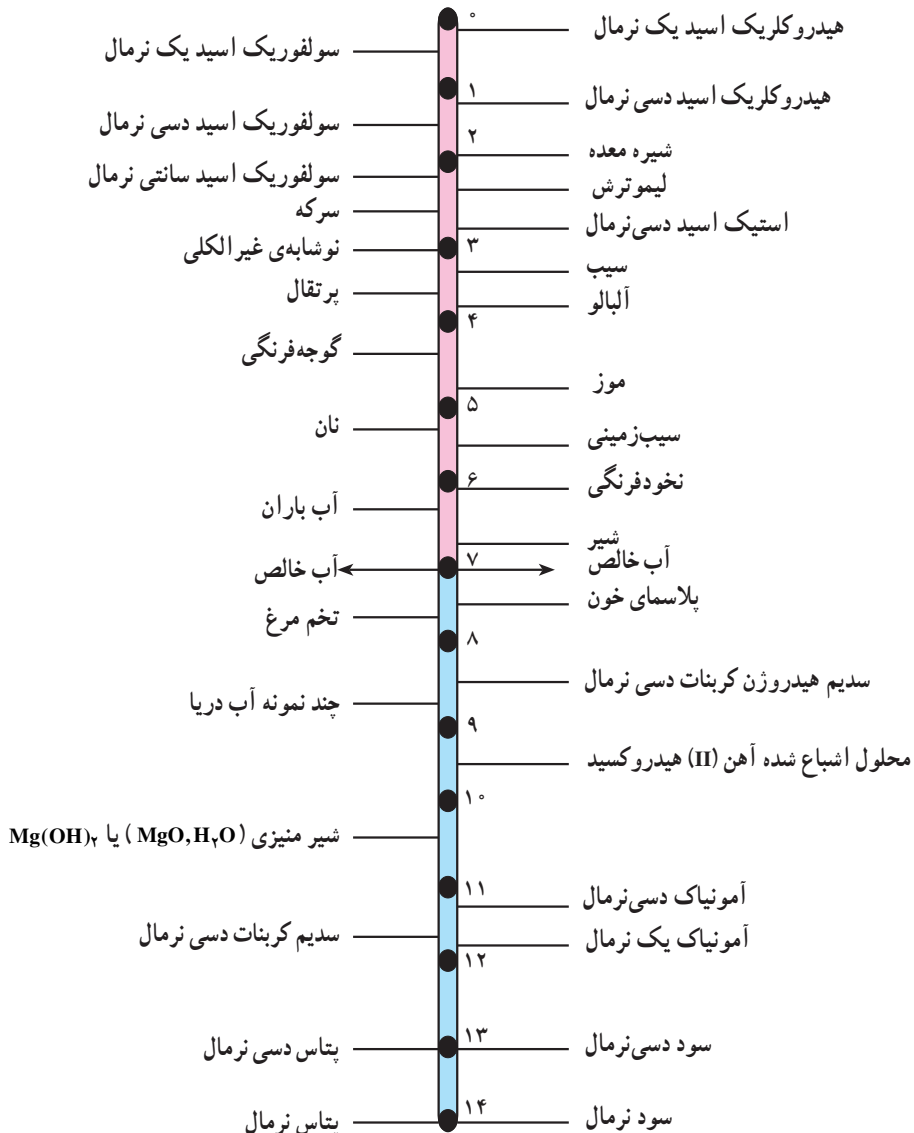 ۰
هیدروکلریک اسید یک نرمال
سولفوریک اسید یک نرمال
۱
هیدروکلریک اسید دسی نرمال
سولفوریک اسید دسی نرمال
۲
شیره معده
سولفوریک اسید سانتی نرمال
لیموترش
سرکه
استیک اسید دسی‌نرمال
۳
نوشابه‌ی غیرالکلی
سیب
پرتقال
آلبالو
۴
گوجه‌فرنگی
موز
۵
نان
سیب‌زمینی
۶
نخودفرنگی
آب باران
شیر
۷
آب خالص
آب خالص
پلاسمای خون
تخم مرغ
۸
سدیم هیدروژن کربنات دسی نرمال
چند نمونه آب دریا
۹
محلول اشباع شده آهن (II) هیدروکسید
۱۰
شیر منیزی (MgO,H۲O) یا Mg(OH)۲
۱۱
آمونیاک دسی‌نرمال
سدیم کربنات دسی نرمال
آمونیاک یک نرمال
۱۲
۱۳
سود دسی‌نرمال
پتاس دسی نرمال
۱۴
سود نرمال
پتاس نرمال